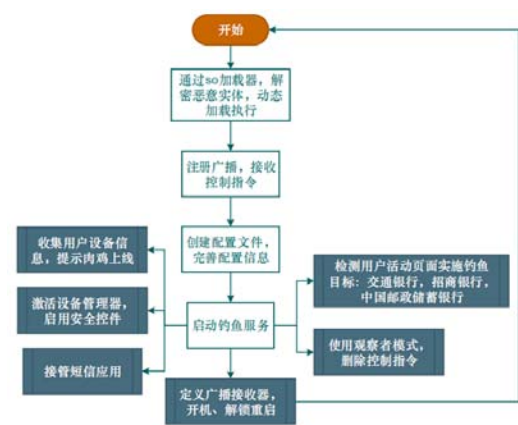 开始
通过so加载器，解
密恶意实体，动态
加载执行
注册广播，接收
控制指令
创建配置文件，
完善配置信息
收集用户设备信
息，提示肉鸡上线
激活设备管理器，
启用安全控件
接管短信应用
启动钓鱼服务
检测用户活动页面实施钓鱼
目标：交通银行，招商银行，
中国邮政储蓄银行
使用观察者模式，
删除控制指令
定义广播接收器，
开机、解锁重启